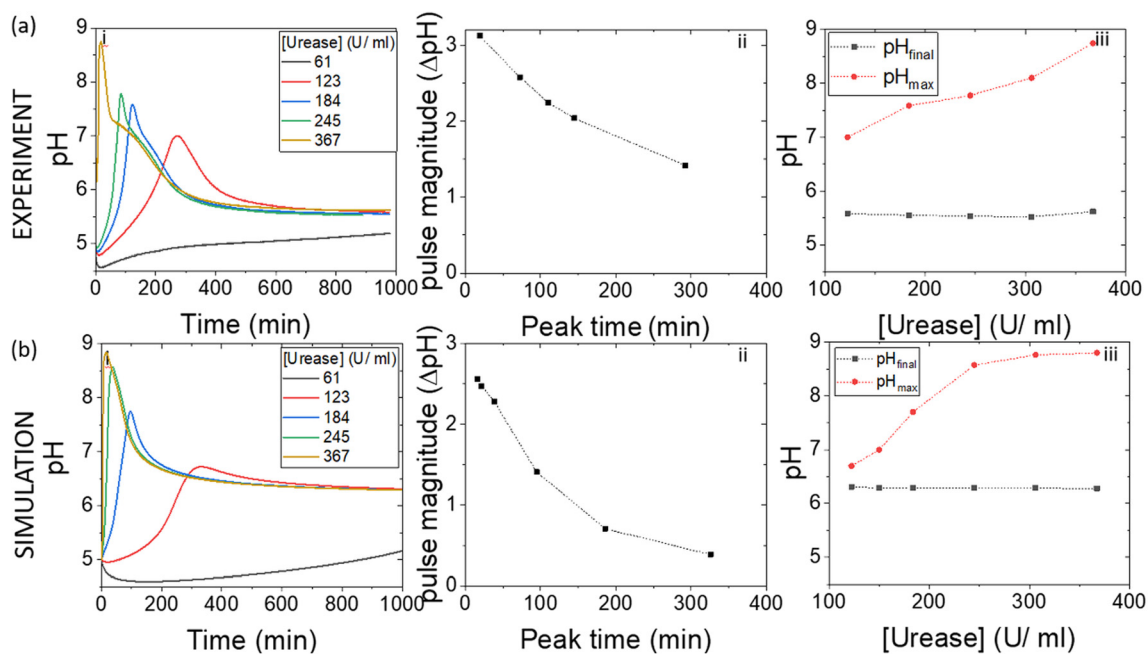 (a)
EXPERIMENT
9
8
7
6
5
pH
i
[Urease] (U/ ml)
61
123
184
245
367
0 200 400 600 800 1000
Time (min)
3
2
1
0
pulse magnitude (ΔpH)
ii
0 100 200 300 400
Peak time (min)
9
8
7
6
5
pH
pHfinal
pHmax
iii
100 200 300 400
[Urease] (U/ ml)
(b)
SIMULATION
9
8
7
6
5
4
pH
i
[Urease] (U/ ml)
61
123
184
245
367
0 200 400 600 800 1000
Time (min)
3
2
1
0
pulse magnitude (ΔpH)
ii
0 100 200 300 400
Peak time (min)
9
8
7
6
5
pH
pHfinal
pHmax
iii
100 200 300 400
[Urease] (U/ ml)